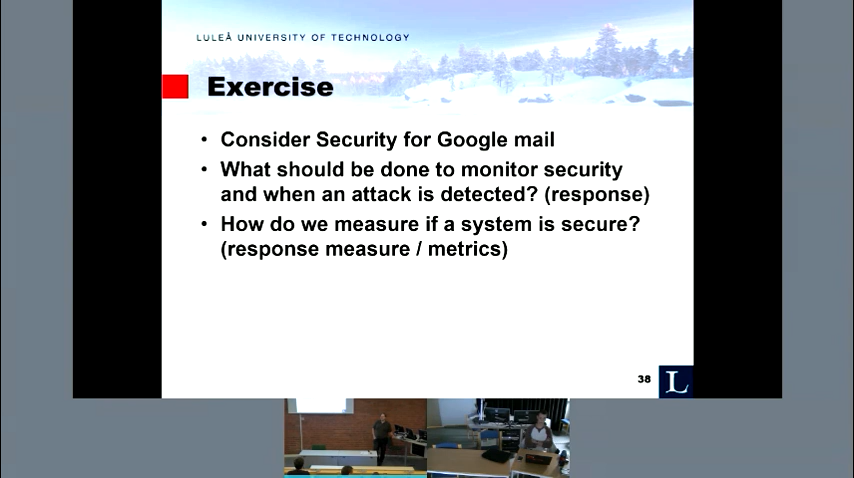 LULEÅ UNIVERSITY OF TECHNOLOGY
Exercise
• Consider Security for Google mail
• What should be done to monitor security
and when an attack is detected? (response)
• How do we measure if a system is secure?
(response measure / metrics)
38
L